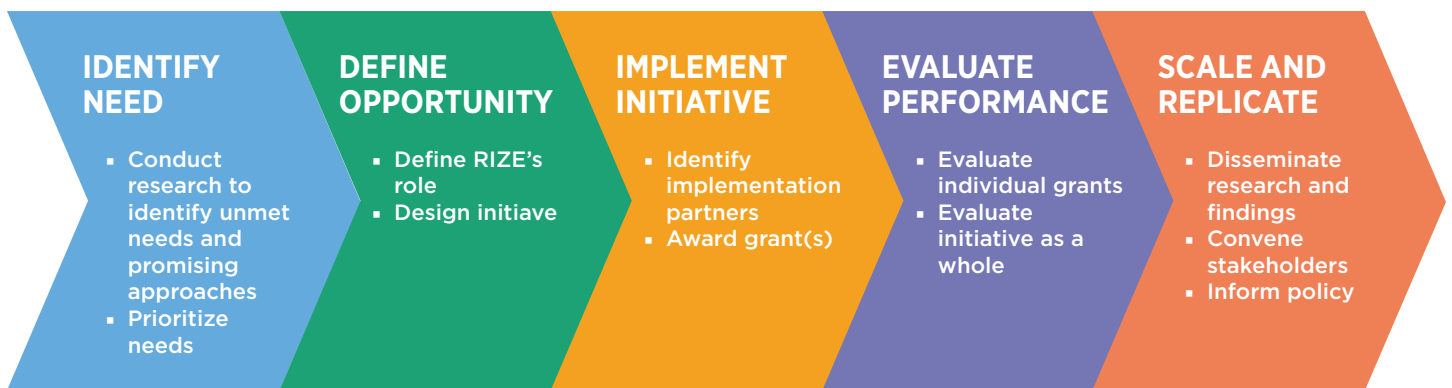 IDENTIFY
NEED
▪ Conduct
research to
identify unmet
needs and
promising
approaches
▪ Prioritize
needs
DEFINE
OPPORTUNITY
▪ Define RIZE’s
role
▪ Design initiave
IMPLEMENT
INITIATIVE
▪ Identify
implementation
partners
▪ Award grant(s)
EVALUATE
PERFORMANCE
▪ Evaluate
individual grants
▪ Evaluate
initiative as a
whole
SCALE AND
REPLICATE
▪ Disseminate
research and
findings
▪ Convene
stakeholders
▪ Inform policy